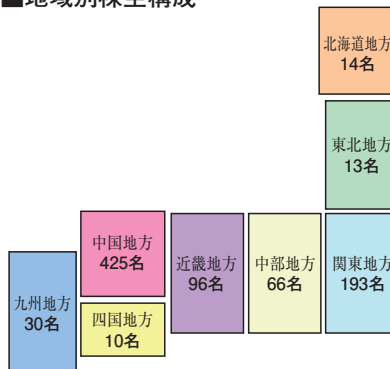 ■地域別株主構成
北海道地方
14名
東北地方
13名
中国地方
425名
近畿地方
96名
中部地方
66名
関東地方
193名
九州地方
30名
四国地方
10名